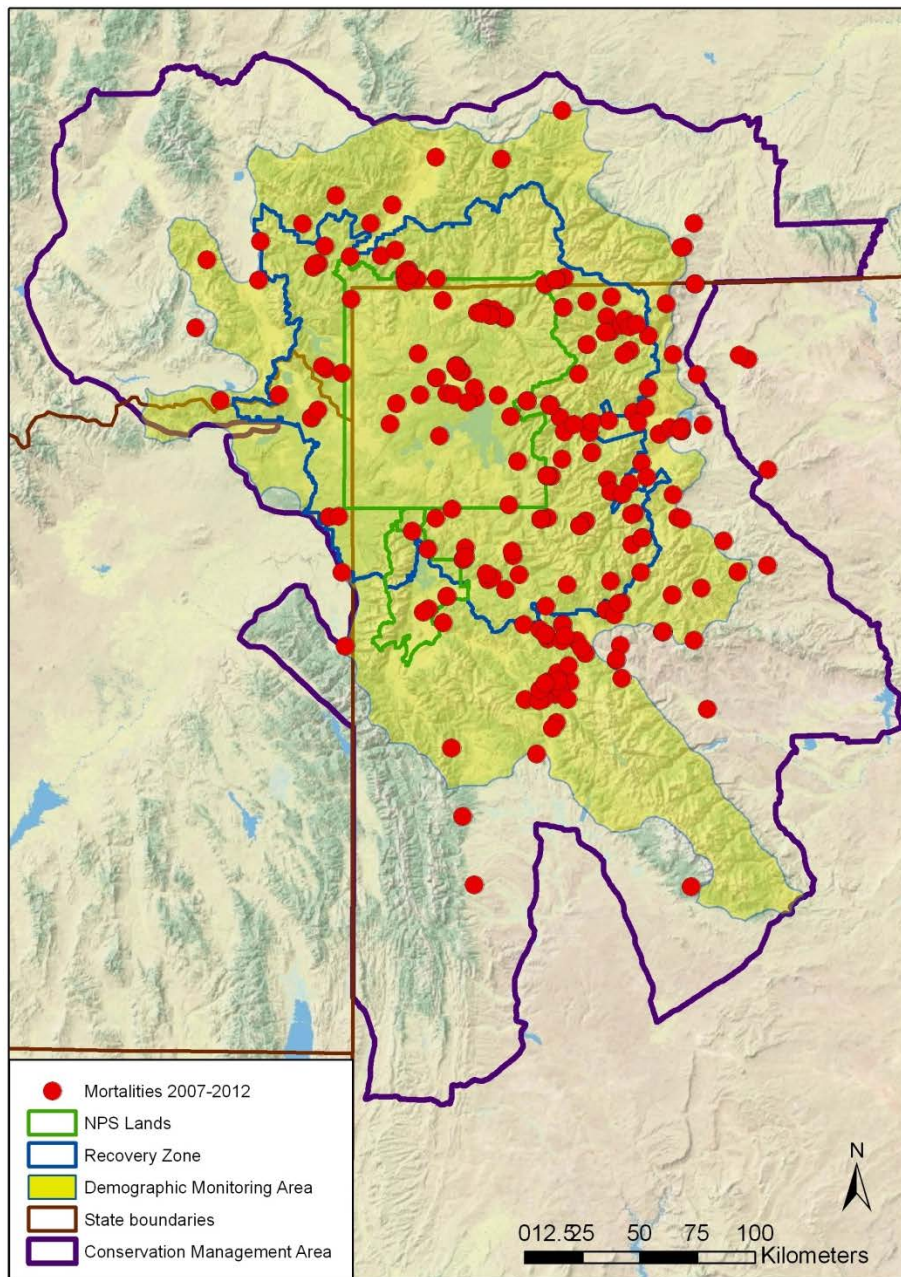 Mortalities 2007-2012
NPS Lands
Recovery Zone
Demographic Monitoring Area
State boundaries
Conservation Management Area
N
012.525 50 75 100
Kilometers